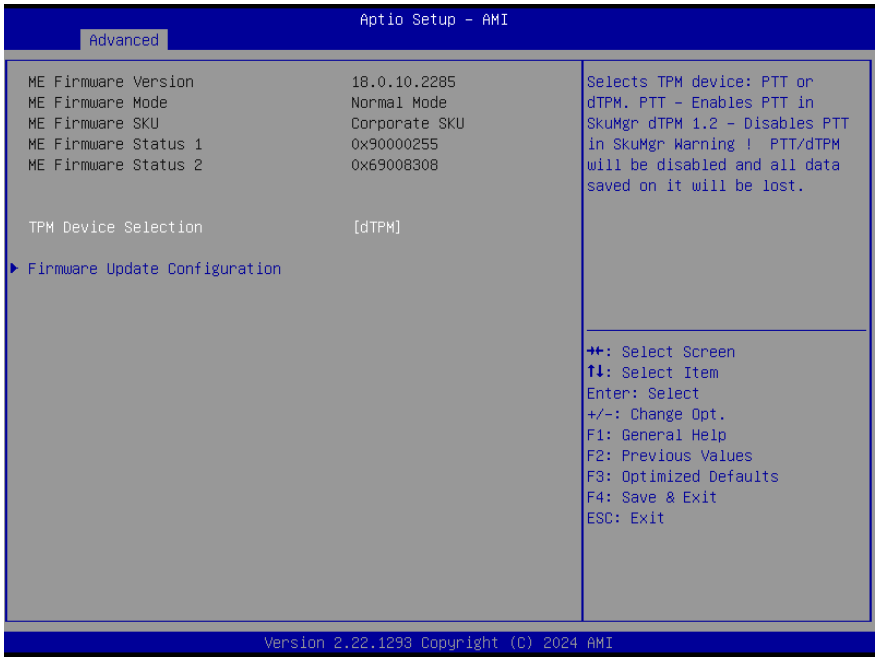 Aptio Setup – AMI
Advanced
ME Firmware Version 18.0.10.2285
ME Firmware Mode Normal Mode
ME Firmware SKU Corporate SKU
ME Firmware Status 1 0x90000255
ME Firmware Status 2 0x69008308
TPM Device Selection [dTPM]
Firmware Update Configuration
Selects TPM device: PTT or
dTPM. PTT – Enables PTT in
SkuMgr dTPM 1.2 – Disables PTT
in SkuMgr Warning ! PTT/dTPM
will be disabled and all data
saved on it will be lost.
→←: Select Screen
↑↓: Select Item
Enter: Select
+/-: Change Opt.
F1: General Help
F2: Previous Values
F3: Optimized Defaults
F4: Save & Exit
ESC: Exit
Version 2.22.1293 Copyright (C) 2024 AMI